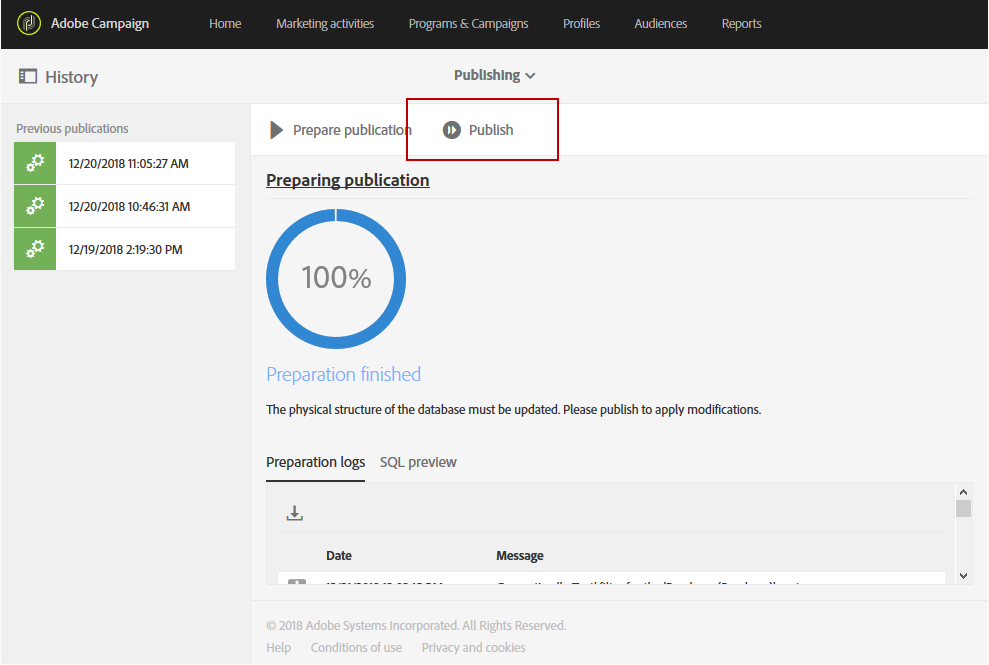 Adobe Campaign Home Marketing activities Programs & Campaigns Profiles Audiences Reports
History Publishing
Previous publications
12/20/2018 11:05:27 AM
12/20/2018 10:46:31 AM
12/19/2018 2:19:30 PM
Prepare publication Publish
Preparing publication
100%
Preparation finished
The physical structure of the database must be updated. Please publish to apply modifications.
Preparation logs SQL preview
Date Message
© 2018 Adobe Systems Incorporated. All Rights Reserved.
Help Conditions of use Privacy and cookies